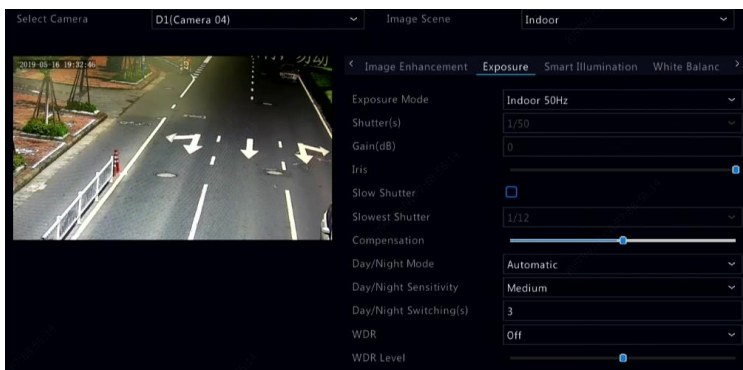 Select Camera D1(Camera 04) Image Scene Indoor
2019-05-16 19:32:46
Image Enhancement Exposure Smart Illumination White Balanc
Exposure Mode Indoor 50Hz
Shutter(s) 1/50
Gain(dB) 0
Iris
Slow Shutter
Slowest Shutter 1/12
Compensation
Day/Night Mode Automatic
Day/Night Sensitivity Medium
Day/Night Switching(s) 3
WDR Off
WDR Level